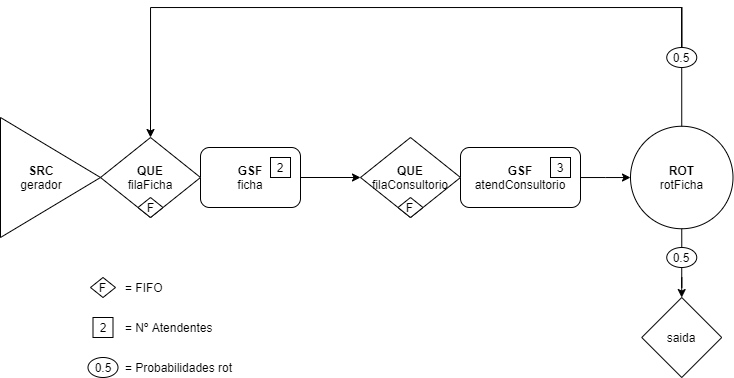 0.5
SRC
gerador
QUE
filaFicha
F
GSF
ficha
2
QUE
filaConsultorio
F
GSF
atendConsultorio
3
ROT
rotFicha
0.5
saida
F = FIFO
2 = Nº Atendentes
0.5 = Probabilidades rot